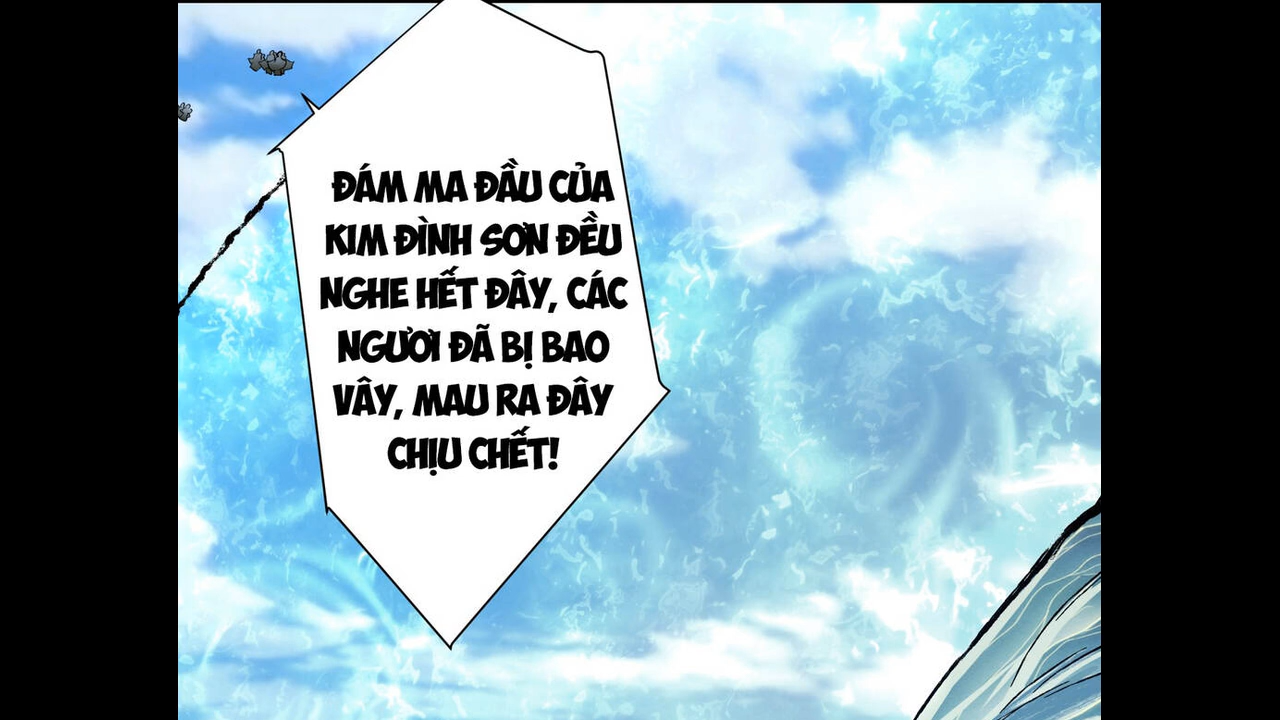 ĐÁM MA ĐẦU CỦA
KIM ĐÌNH SƠN ĐỀU
NGHE HẾT ĐÂY, CÁC
NGƯƠI ĐÃ BỊ BAO
VÂY, MAU RA ĐÂY
CHỊU CHẾT!